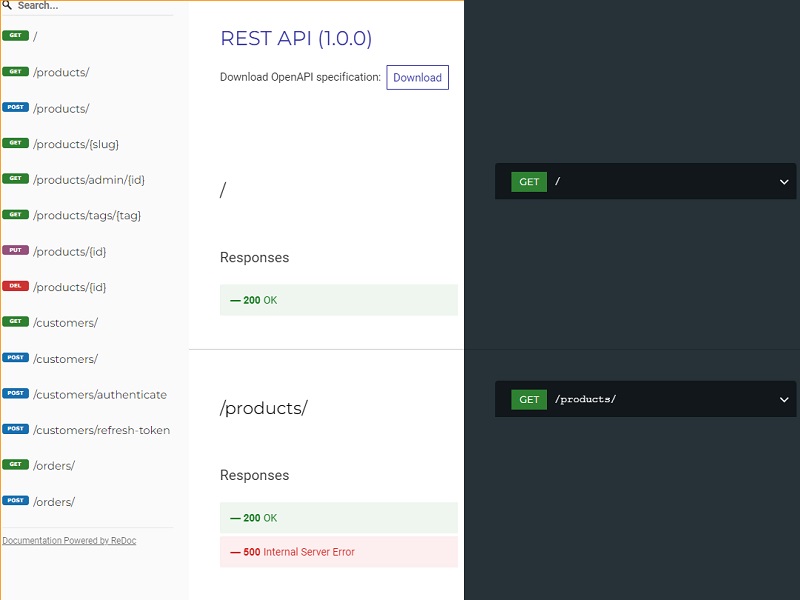 Search...
GET /
GET /products/
POST /products/
GET /products/{slug}
GET /products/admin/{id}
GET /products/tags/{tag}
PUT /products/{id}
DEL /products/{id}
GET /customers/
POST /customers/
POST /customers/authenticate
POST /customers/refresh-token
GET /orders/
POST /orders/
Documentation Powered by ReDoc
REST API (1.0.0)
Download OpenAPI specification: Download
/
Responses
— 200 OK
/products/
Responses
— 200 OK
— 500 Internal Server Error
GET /
GET /products/